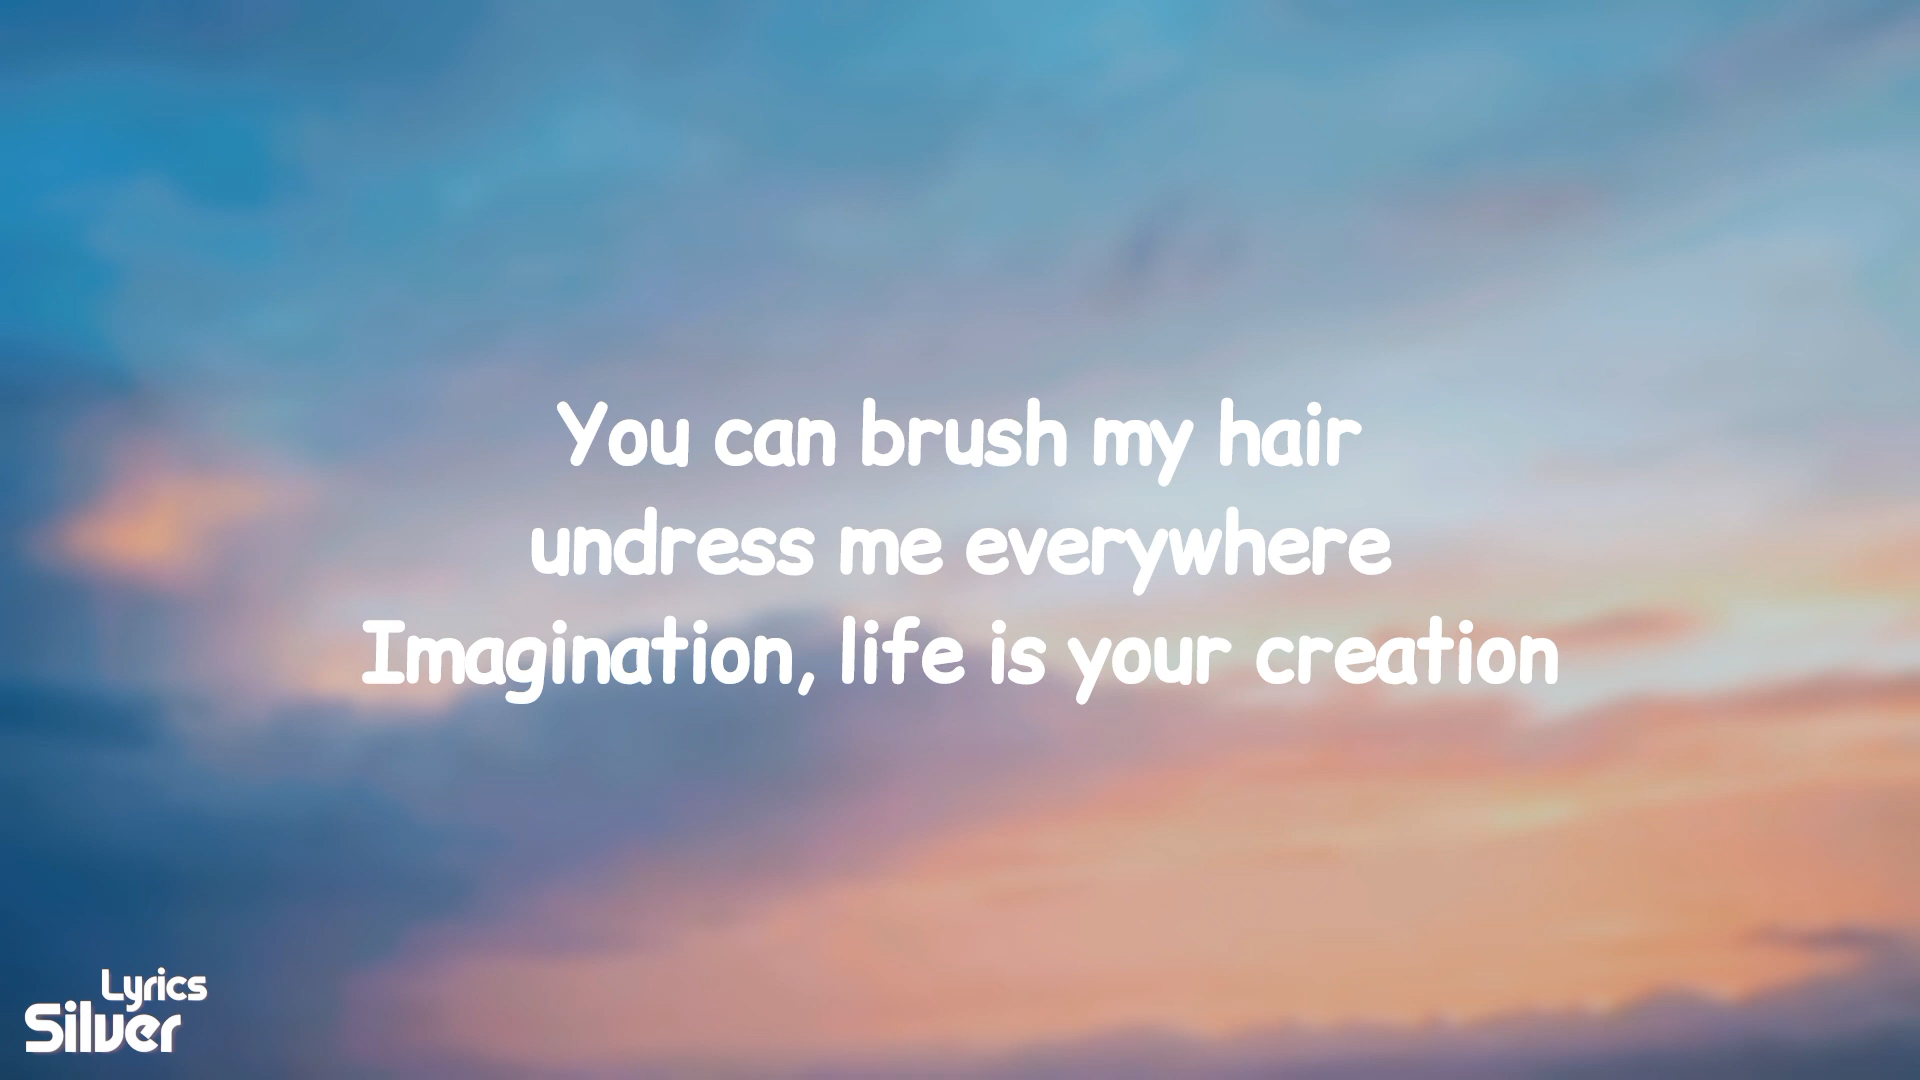 You can brush my hair
undress me everywhere
Imagination, life is your creation
Lyrics
Silver